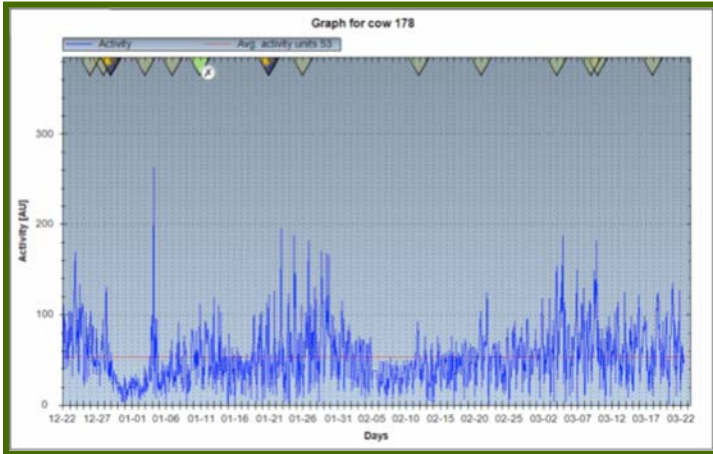 Graph for cow 178
Activity Avg. activity units 53
Activity [AU]
300
200
100
0
12-22 12-27 01-01 01-06 01-11 01-16 01-21 01-26 01-31 02-05 02-10 02-15 02-20 02-25 03-02 03-07 03-12 03-17 03-22
Days